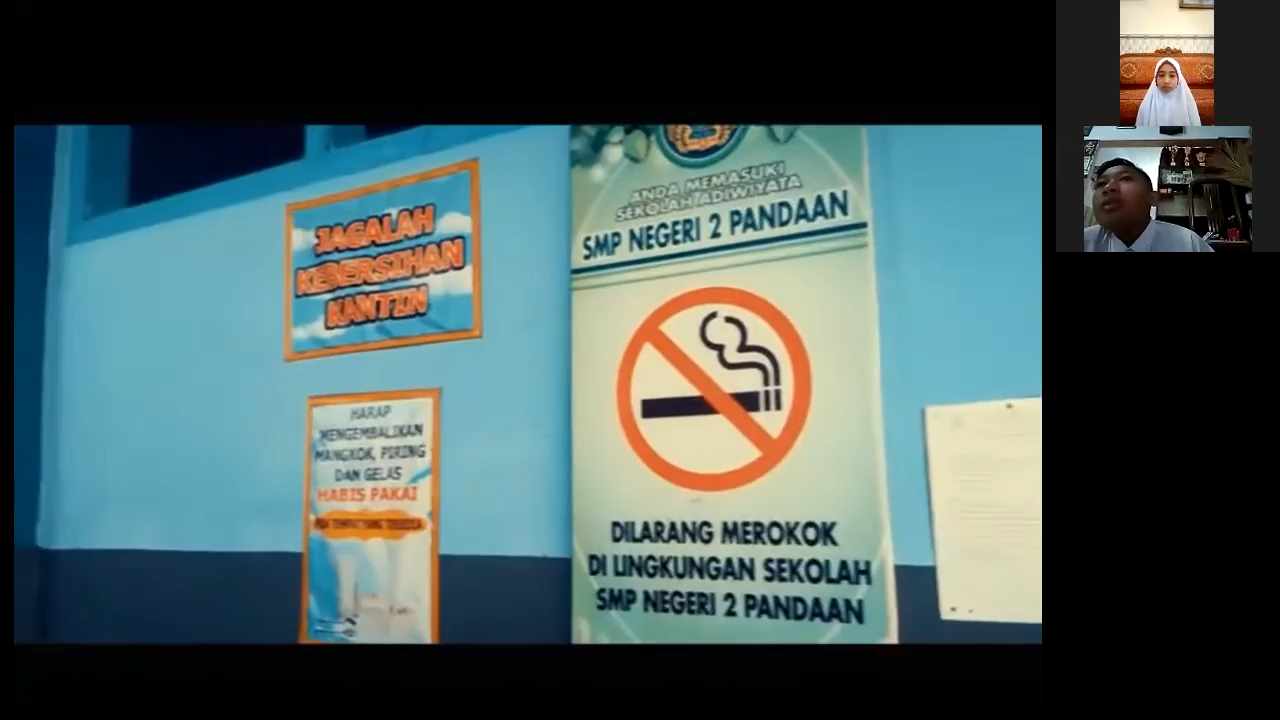 JAGALAH
KEBERSIHAN
KANTIN
HARAP
MENGEMBALIKAN
MANGKOK, PIRING
DAN GELAS
HABIS PAKAI
ANDA MEMASUKI
SEKOLAH ADIWIYATA
SMP NEGERI 2 PANDAAN
DILARANG MEROKOK
DI LINGKUNGAN SEKOLAH
SMP NEGERI 2 PANDAAN